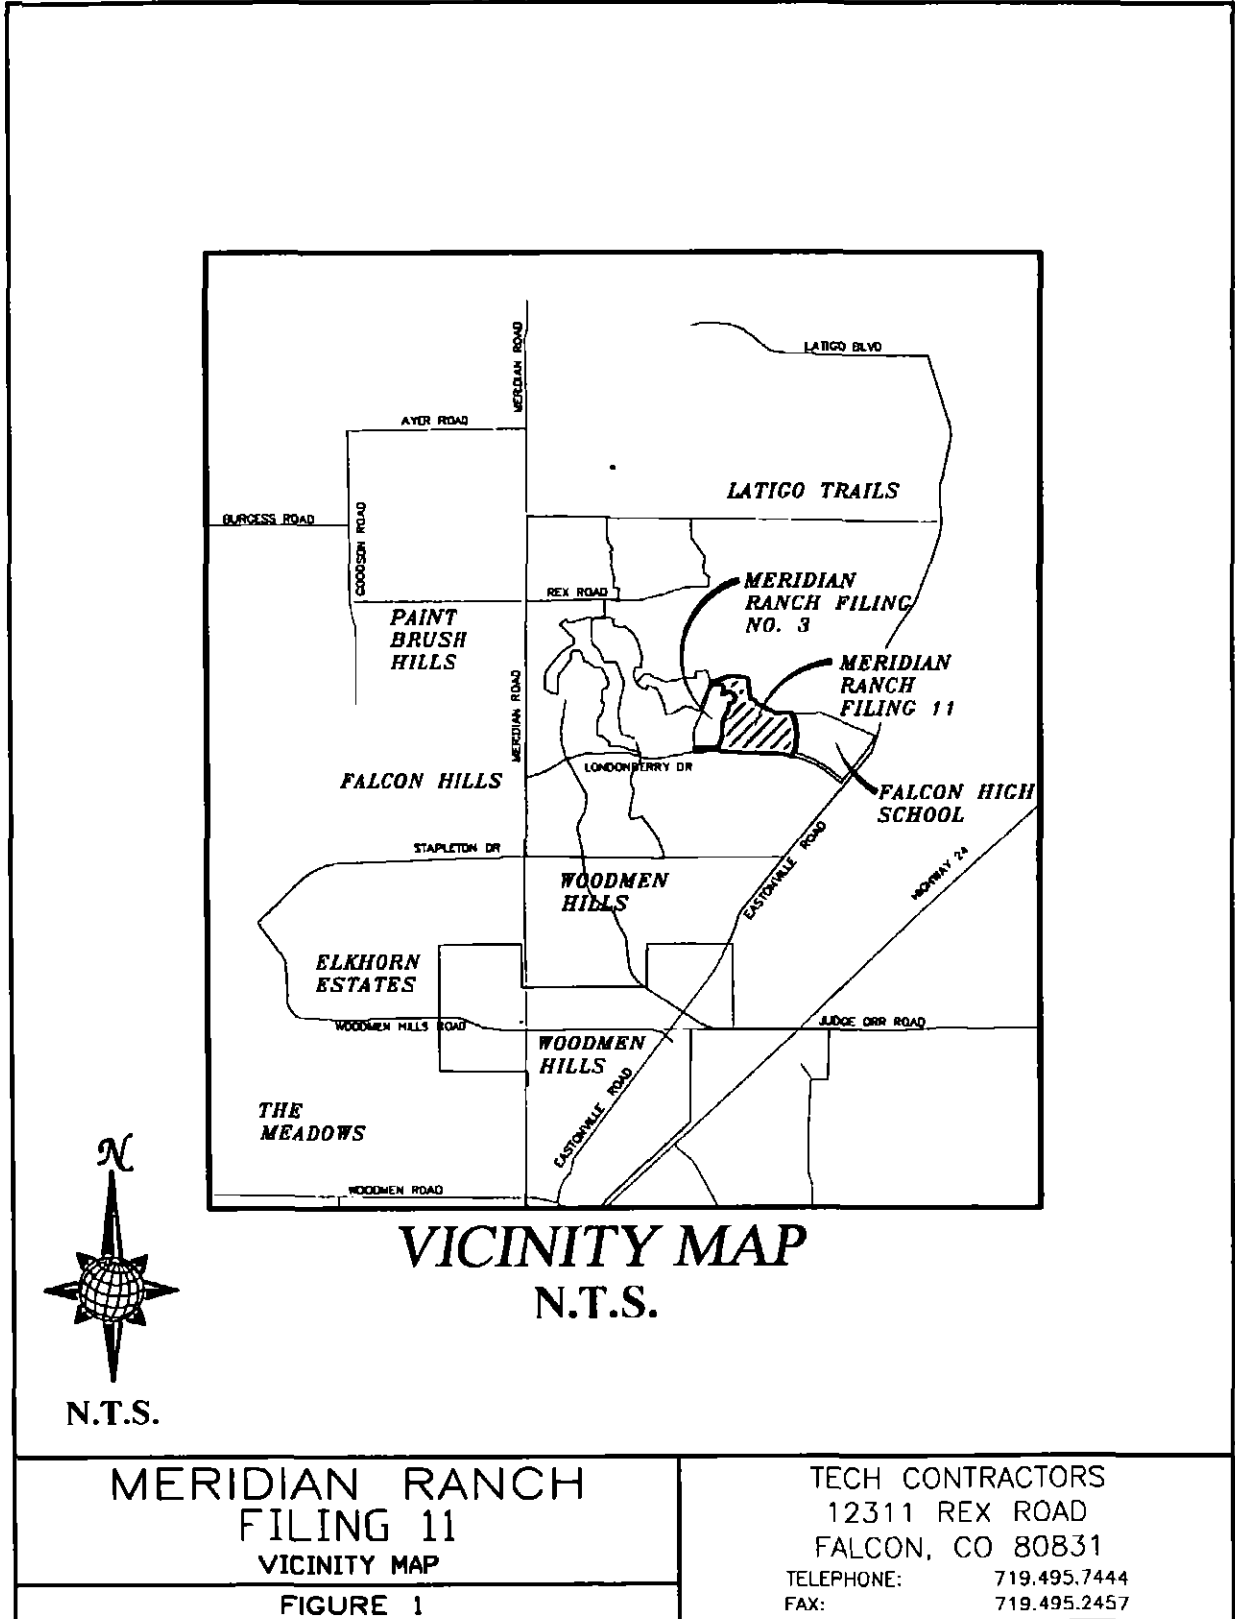 MERIDIAN ROAD
LATIGO BLVD
AYER ROAD
LATIGO TRAILS
BURGESS ROAD
GOODSON ROAD
REX ROAD
MERIDIAN
RANCH FILING
NO. 3
PAINT
BRUSH
HILLS
MERIDIAN
RANCH
FILING 11
MERIDIAN ROAD
LONDONBERRY DR
FALCON HILLS
FALCON HIGH
SCHOOL
STAPLETON DR
WOODMEN
HILLS
EASTONVILLE ROAD
HIGHWAY 24
ELKHORN
ESTATES
WOODMEN HILLS ROAD
JUDGE ORR ROAD
WOODMEN
HILLS
EASTONVILLE ROAD
THE
MEADOWS
WOODMEN ROAD
N
VICINITY MAP
N.T.S.
N.T.S.
MERIDIAN RANCH
FILING 11
VICINITY MAP
FIGURE 1
TECH CONTRACTORS
12311 REX ROAD
FALCON, CO 80831
TELEPHONE: 719.495.7444
FAX: 719.495.2457